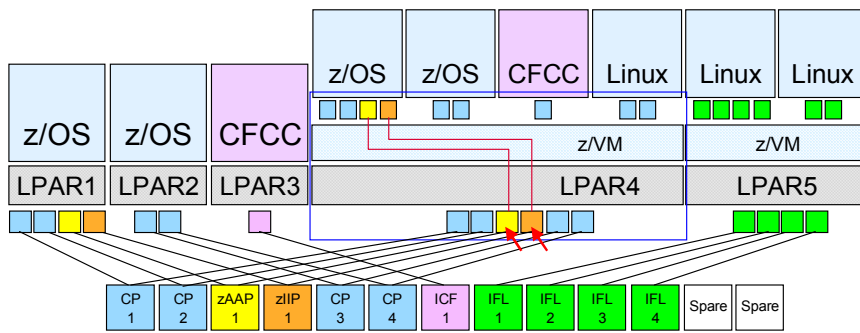 z/OS z/OS CFCC Linux Linux Linux
z/OS z/OS CFCC
z/VM z/VM
LPAR1 LPAR2 LPAR3 LPAR4 LPAR5
CP 1
CP 2
zAAP 1
zIIP 1
CP 3
CP 4
ICF 1
IFL 1
IFL 2
IFL 3
IFL 4
Spare
Spare